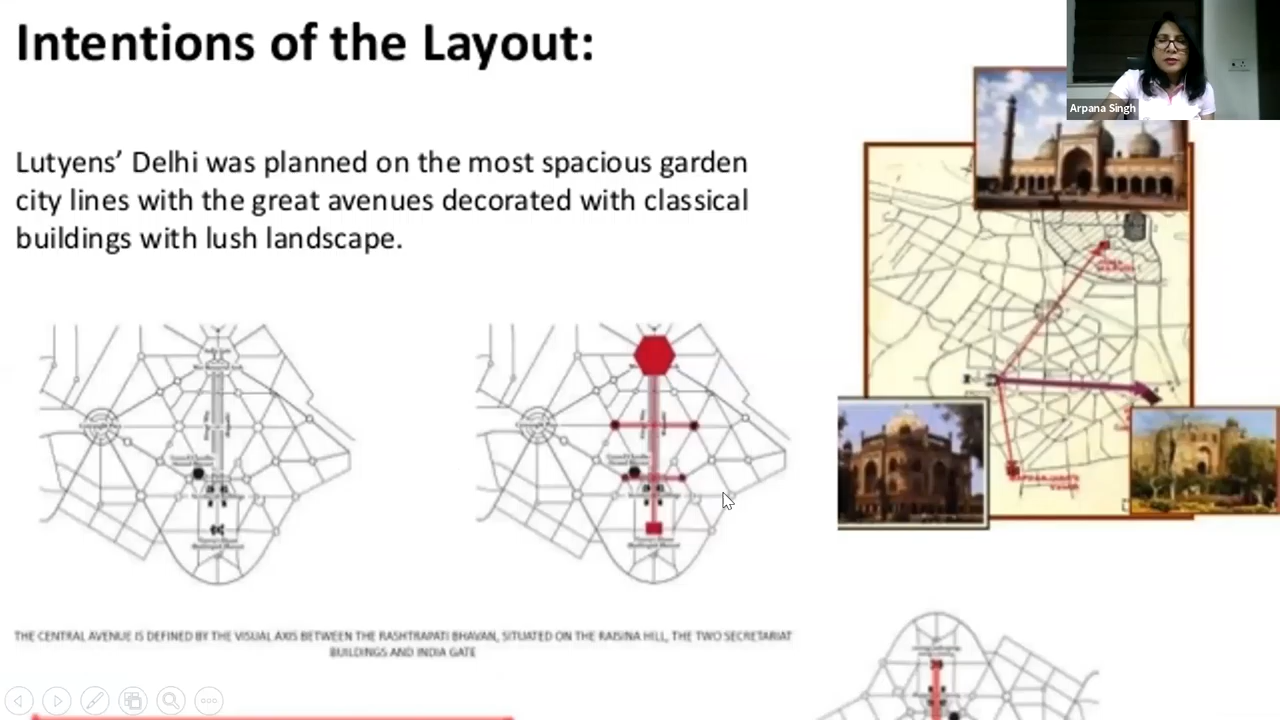 Intentions of the Layout:
Arpana Singh
Lutyens' Delhi was planned on the most spacious garden
city lines with the great avenues decorated with classical
buildings with lush landscape.
THE CENTRAL AVENUE IS DEFINED BY THE VISUAL AXIS BETWEEN THE RASHTRAPATI BHAVAN, SITUATED ON THE RAISINA HILL, THE TWO SECRETARIAT
BUILDINGS AND INDIA GATE